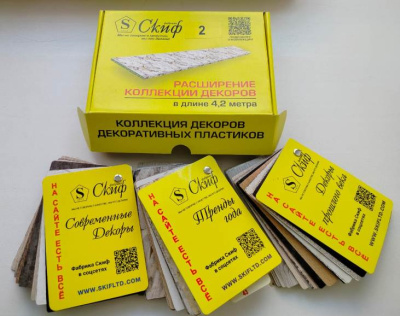 S Скиф 2
РАСШИРЕНИЕ
КОЛЛЕКЦИИ ДЕКОРОВ
в длине 4,2 метра
КОЛЛЕКЦИЯ ДЕКОРОВ
ДЕКОРАТИВНЫХ ПЛАСТИКОВ
S Скиф
НА САЙТЕ ЕСТЬ ВСЁ
Современные
Декоры
Фабрика Скиф
в соцсетях
WWW.SKIFLTD.COM
S Скиф
НА САЙТЕ ЕСТЬ ВСЁ
Тренды
года
Фабрика Скиф
в соцсетях
WWW.SKIFLTD.COM
S Скиф
НА САЙТЕ ЕСТЬ ВСЁ
Декоры
прошлого века
Фабрика Скиф
в соцсетях
WWW.SKIFLTD.COM